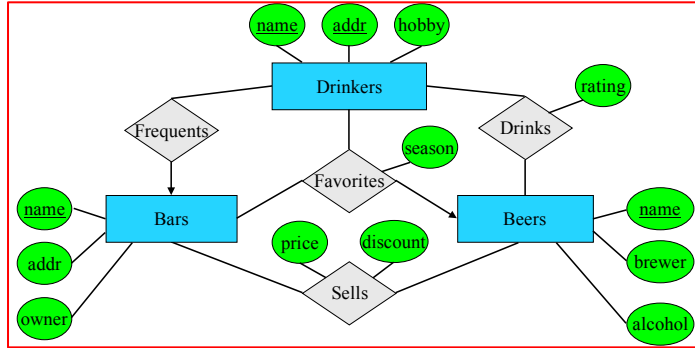 name
addr
hobby
Drinkers
rating
Frequents
Drinks
season
Favorites
name
Bars
Beers
name
price
discount
addr
brewer
Sells
owner
alcohol